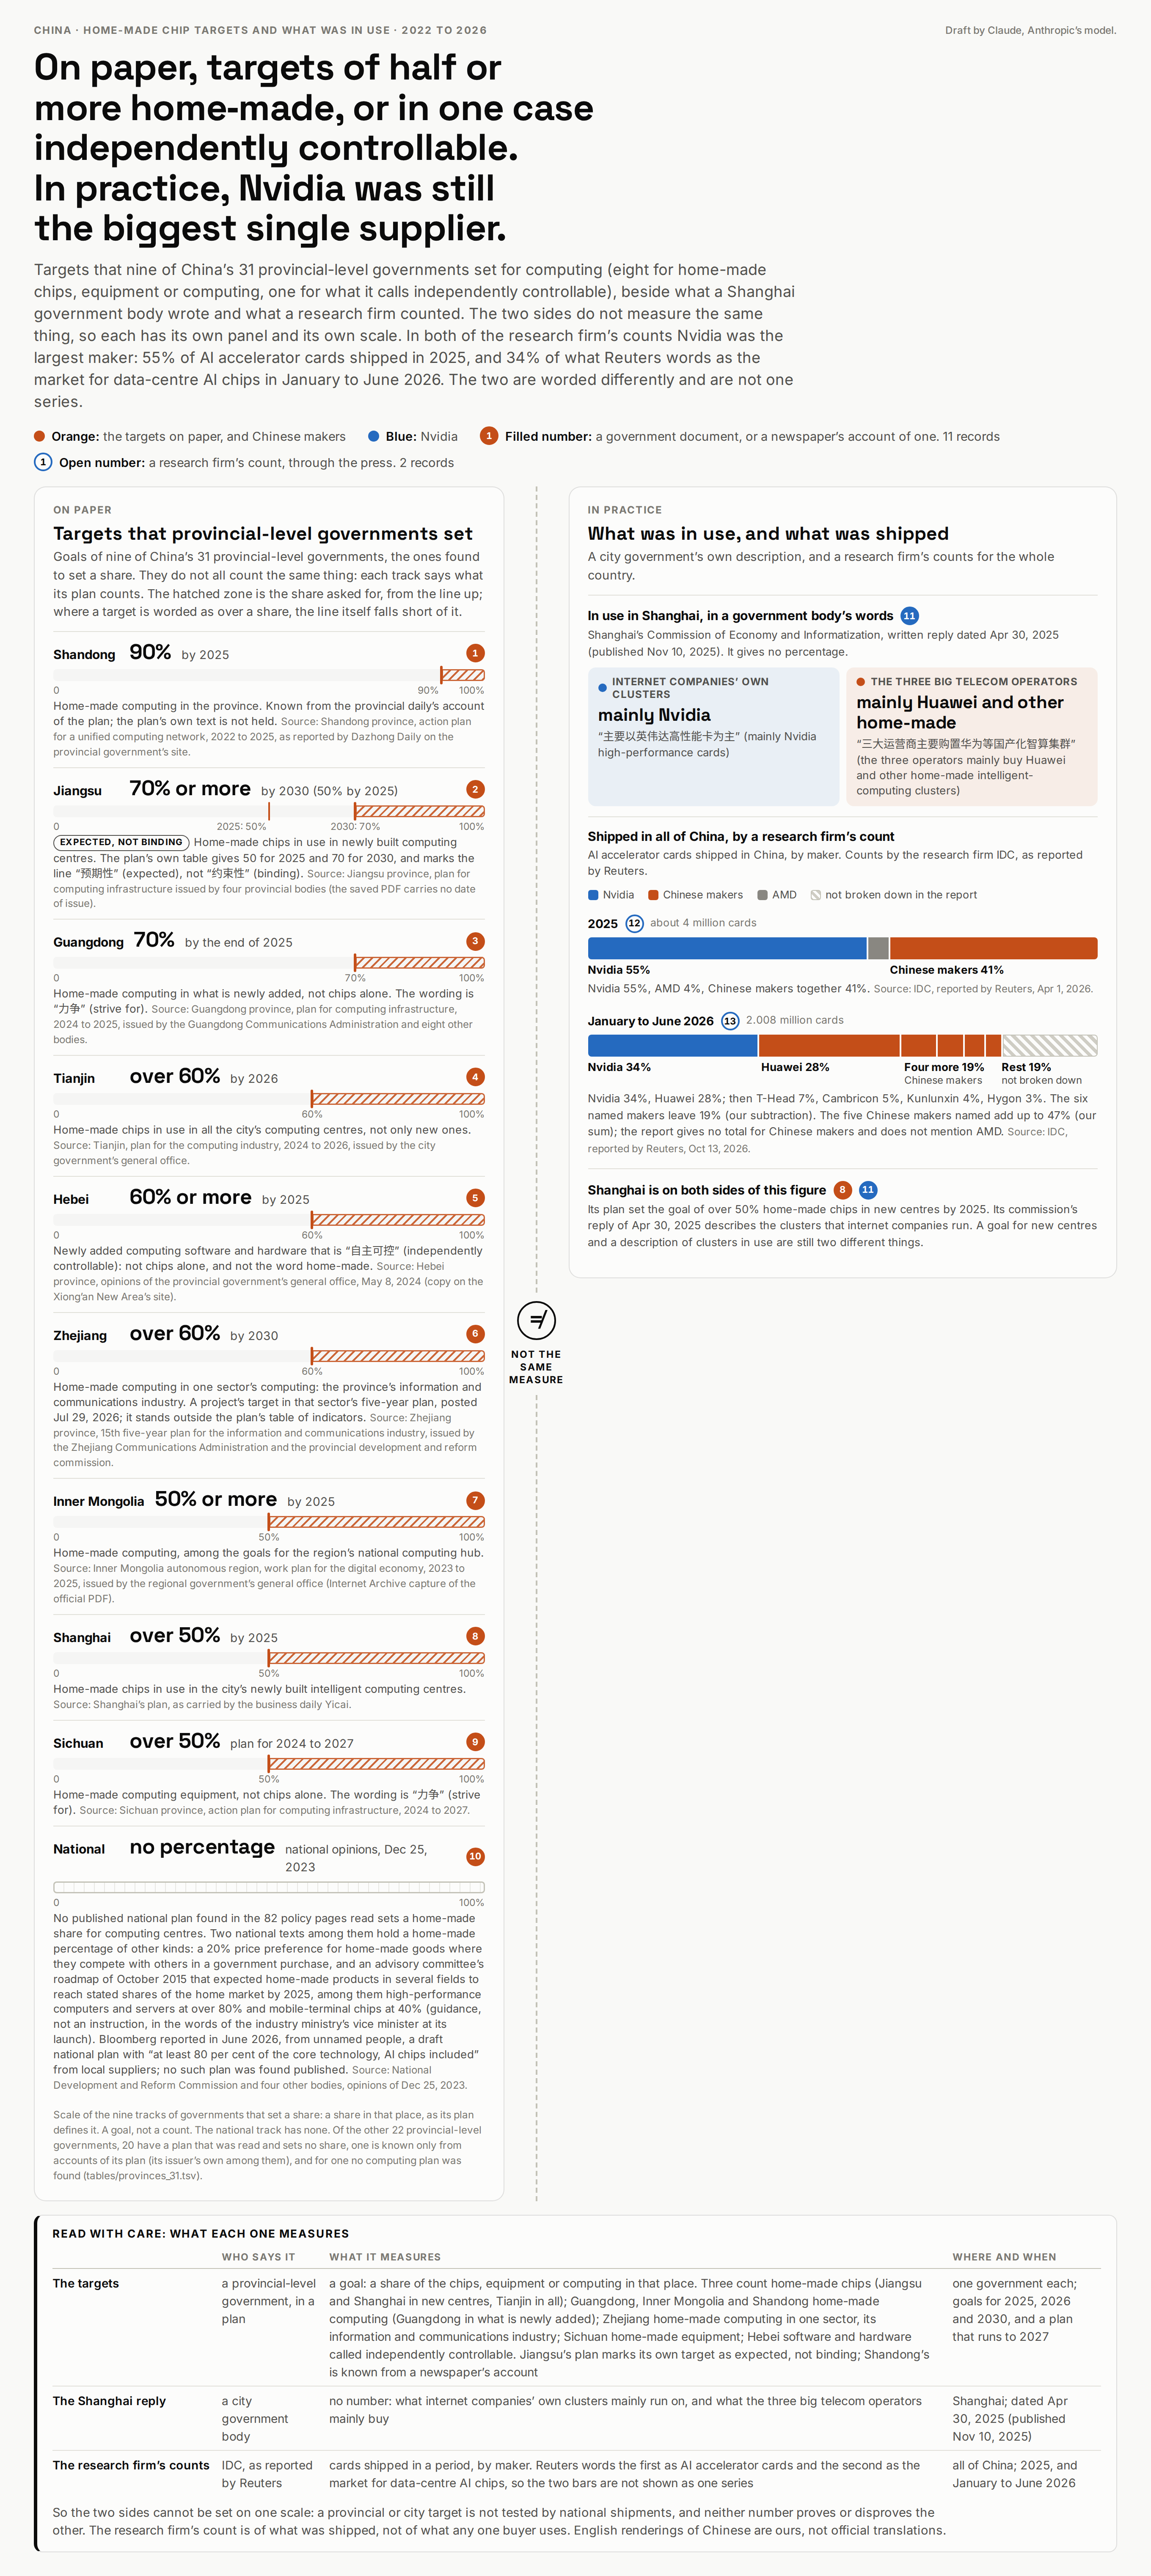 CHINA · HOME-MADE CHIP TARGETS AND WHAT WAS IN USE · 2022 TO 2026
Draft by Claude, Anthropic’s model.
On paper, targets of half or
more home-made, or in one case
independently controllable.
In practice, Nvidia was still
the biggest single supplier.
Targets that nine of China’s 31 provincial-level governments set for computing (eight for home-made
chips, equipment or computing, one for what it calls independently controllable), beside what a Shanghai
government body wrote and what a research firm counted. The two sides do not measure the same
thing, so each has its own panel and its own scale. In both of the research firm’s counts Nvidia was the
largest maker: 55% of AI accelerator cards shipped in 2025, and 34% of what Reuters words as the
market for data-centre AI chips in January to June 2026. The two are worded differently and are not one
series.
Orange: the targets on paper, and Chinese makers
Blue: Nvidia
1 Filled number: a government document, or a newspaper’s account of one. 11 records
1 Open number: a research firm’s count, through the press. 2 records
ON PAPER
Targets that provincial-level governments set
Goals of nine of China’s 31 provincial-level governments, the ones found
to set a share. They do not all count the same thing: each track says what
its plan counts. The hatched zone is the share asked for, from the line up;
where a target is worded as over a share, the line itself falls short of it.
Shandong 90% by 2025 1
0 90% 100%
Home-made computing in the province. Known from the provincial daily’s account
of the plan; the plan’s own text is not held. Source: Shandong province, action plan
for a unified computing network, 2022 to 2025, as reported by Dazhong Daily on the
provincial government’s site.
Jiangsu 70% or more by 2030 (50% by 2025) 2
0 2025: 50% 2030: 70% 100%
EXPECTED, NOT BINDING Home-made chips in use in newly built computing
centres. The plan’s own table gives 50 for 2025 and 70 for 2030, and marks the
line “预期性” (expected), not “约束性” (binding). Source: Jiangsu province, plan for
computing infrastructure issued by four provincial bodies (the saved PDF carries no date
of issue).
Guangdong 70% by the end of 2025 3
0 70% 100%
Home-made computing in what is newly added, not chips alone. The wording is
“力争” (strive for). Source: Guangdong province, plan for computing infrastructure,
2024 to 2025, issued by the Guangdong Communications Administration and eight other
bodies.
Tianjin over 60% by 2026 4
0 60% 100%
Home-made chips in use in all the city’s computing centres, not only new ones.
Source: Tianjin, plan for the computing industry, 2024 to 2026, issued by the city
government’s general office.
Hebei 60% or more by 2025 5
0 60% 100%
Newly added computing software and hardware that is “自主可控” (independently
controllable): not chips alone, and not the word home-made. Source: Hebei
province, opinions of the provincial government’s general office, May 8, 2024 (copy on the
Xiong’an New Area’s site).
Zhejiang over 60% by 2030 6
0 60% 100%
Home-made computing in one sector’s computing: the province’s information and
communications industry. A project’s target in that sector’s five-year plan, posted
Jul 29, 2026; it stands outside the plan’s table of indicators. Source: Zhejiang
province, 15th five-year plan for the information and communications industry, issued by
the Zhejiang Communications Administration and the provincial development and reform
commission.
Inner Mongolia 50% or more by 2025 7
0 50% 100%
Home-made computing, among the goals for the region’s national computing hub.
Source: Inner Mongolia autonomous region, work plan for the digital economy, 2023 to
2025, issued by the regional government’s general office (Internet Archive capture of the
official PDF).
Shanghai over 50% by 2025 8
0 50% 100%
Home-made chips in use in the city’s newly built intelligent computing centres.
Source: Shanghai’s plan, as carried by the business daily Yicai.
Sichuan over 50% plan for 2024 to 2027 9
0 50% 100%
Home-made computing equipment, not chips alone. The wording is “力争” (strive
for). Source: Sichuan province, action plan for computing infrastructure, 2024 to 2027.
National no percentage national opinions, Dec 25, 10
2023
0 100%
No published national plan found in the 82 policy pages read sets a home-made
share for computing centres. Two national texts among them hold a home-made
percentage of other kinds: a 20% price preference for home-made goods where
they compete with others in a government purchase, and an advisory committee’s
roadmap of October 2015 that expected home-made products in several fields to
reach stated shares of the home market by 2025, among them high-performance
computers and servers at over 80% and mobile-terminal chips at 40% (guidance,
not an instruction, in the words of the industry ministry’s vice minister at its
launch). Bloomberg reported in June 2026, from unnamed people, a draft
national plan with “at least 80 per cent of the core technology, AI chips included”
from local suppliers; no such plan was found published. Source: National
Development and Reform Commission and four other bodies, opinions of Dec 25, 2023.
Scale of the nine tracks of governments that set a share: a share in that place, as its plan
defines it. A goal, not a count. The national track has none. Of the other 22 provincial-level
governments, 20 have a plan that was read and sets no share, one is known only from
accounts of its plan (its issuer’s own among them), and for one no computing plan was
found (tables/provinces_31.tsv).
≠
NOT THE
SAME
MEASURE
IN PRACTICE
What was in use, and what was shipped
A city government’s own description, and a research firm’s counts for the whole
country.
In use in Shanghai, in a government body’s words 11
Shanghai’s Commission of Economy and Informatization, written reply dated Apr 30, 2025
(published Nov 10, 2025). It gives no percentage.
INTERNET COMPANIES’ OWN
CLUSTERS
mainly Nvidia
“主要以英伟达高性能卡为主” (mainly Nvidia
high-performance cards)
THE THREE BIG TELECOM OPERATORS
mainly Huawei and other
home-made
“三大运营商主要购置华为等国产化智算集群”
(the three operators mainly buy Huawei
and other home-made intelligent-
computing clusters)
Shipped in all of China, by a research firm’s count
AI accelerator cards shipped in China, by maker. Counts by the research firm IDC, as reported
by Reuters.
Nvidia Chinese makers AMD not broken down in the report
2025 12 about 4 million cards
Nvidia 55% Chinese makers 41%
Nvidia 55%, AMD 4%, Chinese makers together 41%. Source: IDC, reported by Reuters, Apr 1, 2026.
January to June 2026 13 2.008 million cards
Nvidia 34% Huawei 28% Four more 19% Rest 19%
Chinese makers not broken down
Nvidia 34%, Huawei 28%; then T-Head 7%, Cambricon 5%, Kunlunxin 4%, Hygon 3%. The six
named makers leave 19% (our subtraction). The five Chinese makers named add up to 47% (our
sum); the report gives no total for Chinese makers and does not mention AMD. Source: IDC,
reported by Reuters, Oct 13, 2026.
Shanghai is on both sides of this figure 8 11
Its plan set the goal of over 50% home-made chips in new centres by 2025. Its commission’s
reply of Apr 30, 2025 describes the clusters that internet companies run. A goal for new centres
and a description of clusters in use are still two different things.
READ WITH CARE: WHAT EACH ONE MEASURES
WHO SAYS IT WHAT IT MEASURES WHERE AND WHEN
The targets
a provincial-level
government, in a
plan
a goal: a share of the chips, equipment or computing in that place. Three count home-made chips (Jiangsu
and Shanghai in new centres, Tianjin in all); Guangdong, Inner Mongolia and Shandong home-made
computing (Guangdong in what is newly added); Zhejiang home-made computing in one sector, its
information and communications industry; Sichuan home-made equipment; Hebei software and hardware
called independently controllable. Jiangsu’s plan marks its own target as expected, not binding; Shandong’s
is known from a newspaper’s account
one government each;
goals for 2025, 2026
and 2030, and a plan
that runs to 2027
The Shanghai reply
a city
government
body
no number: what internet companies’ own clusters mainly run on, and what the three big telecom operators
mainly buy
Shanghai; dated Apr
30, 2025 (published
Nov 10, 2025)
The research firm’s counts
IDC, as reported
by Reuters
cards shipped in a period, by maker. Reuters words the first as AI accelerator cards and the second as the
market for data-centre AI chips, so the two bars are not shown as one series
all of China; 2025, and
January to June 2026
So the two sides cannot be set on one scale: a provincial or city target is not tested by national shipments, and neither number proves or disproves the
other. The research firm’s count is of what was shipped, not of what any one buyer uses. English renderings of Chinese are ours, not official translations.